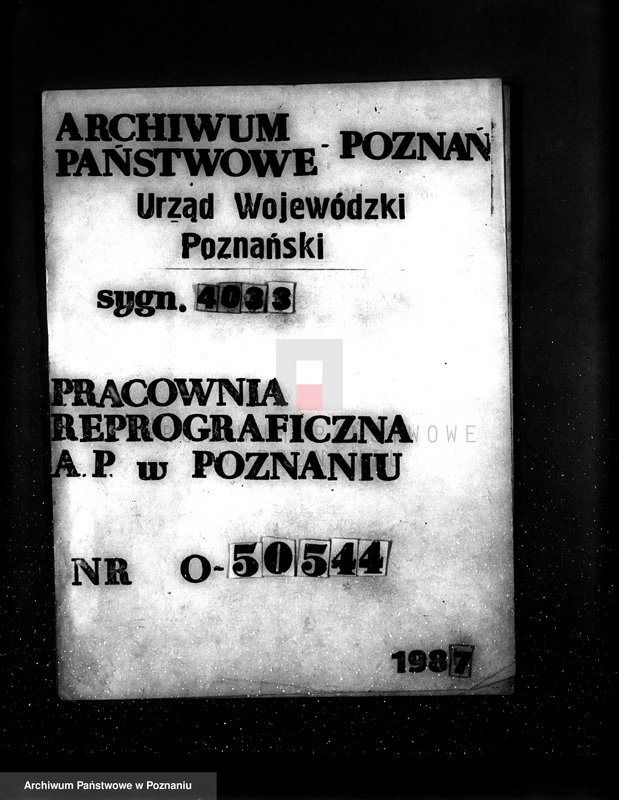 ARCHIWUM
PAŃSTWOWE - POZNAŃ
Urząd Wojewódzki
Poznański
sygn. 4033
PRACOWNIA
REPROGRAFICZNA
A.P. w POZNANIU
NR O-50544
1987
Archiwum Państwowe w Poznaniu